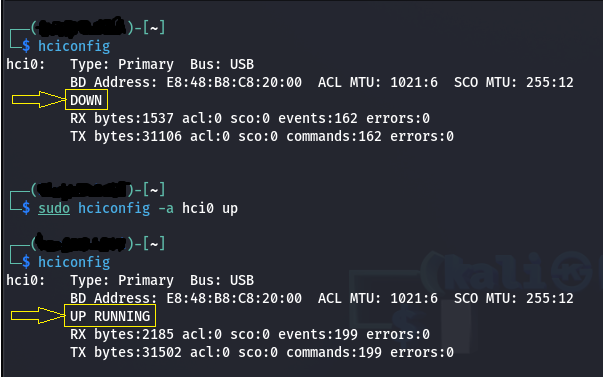 (
)-[~]
$ hciconfig
hci0: Type: Primary Bus: USB
BD Address: E8:48:B8:C8:20:00 ACL MTU: 1021:6 SCO MTU: 255:12
DOWN
RX bytes:1537 acl:0 sco:0 events:162 errors:0
TX bytes:31106 acl:0 sco:0 commands:162 errors:0
(
)-[~]
$ sudo hciconfig -a hci0 up
(
)-[~]
$ hciconfig
hci0: Type: Primary Bus: USB
BD Address: E8:48:B8:C8:20:00 ACL MTU: 1021:6 SCO MTU: 255:12
UP RUNNING
RX bytes:2185 acl:0 sco:0 events:199 errors:0
TX bytes:31502 acl:0 sco:0 commands:199 errors:0
(kali
$